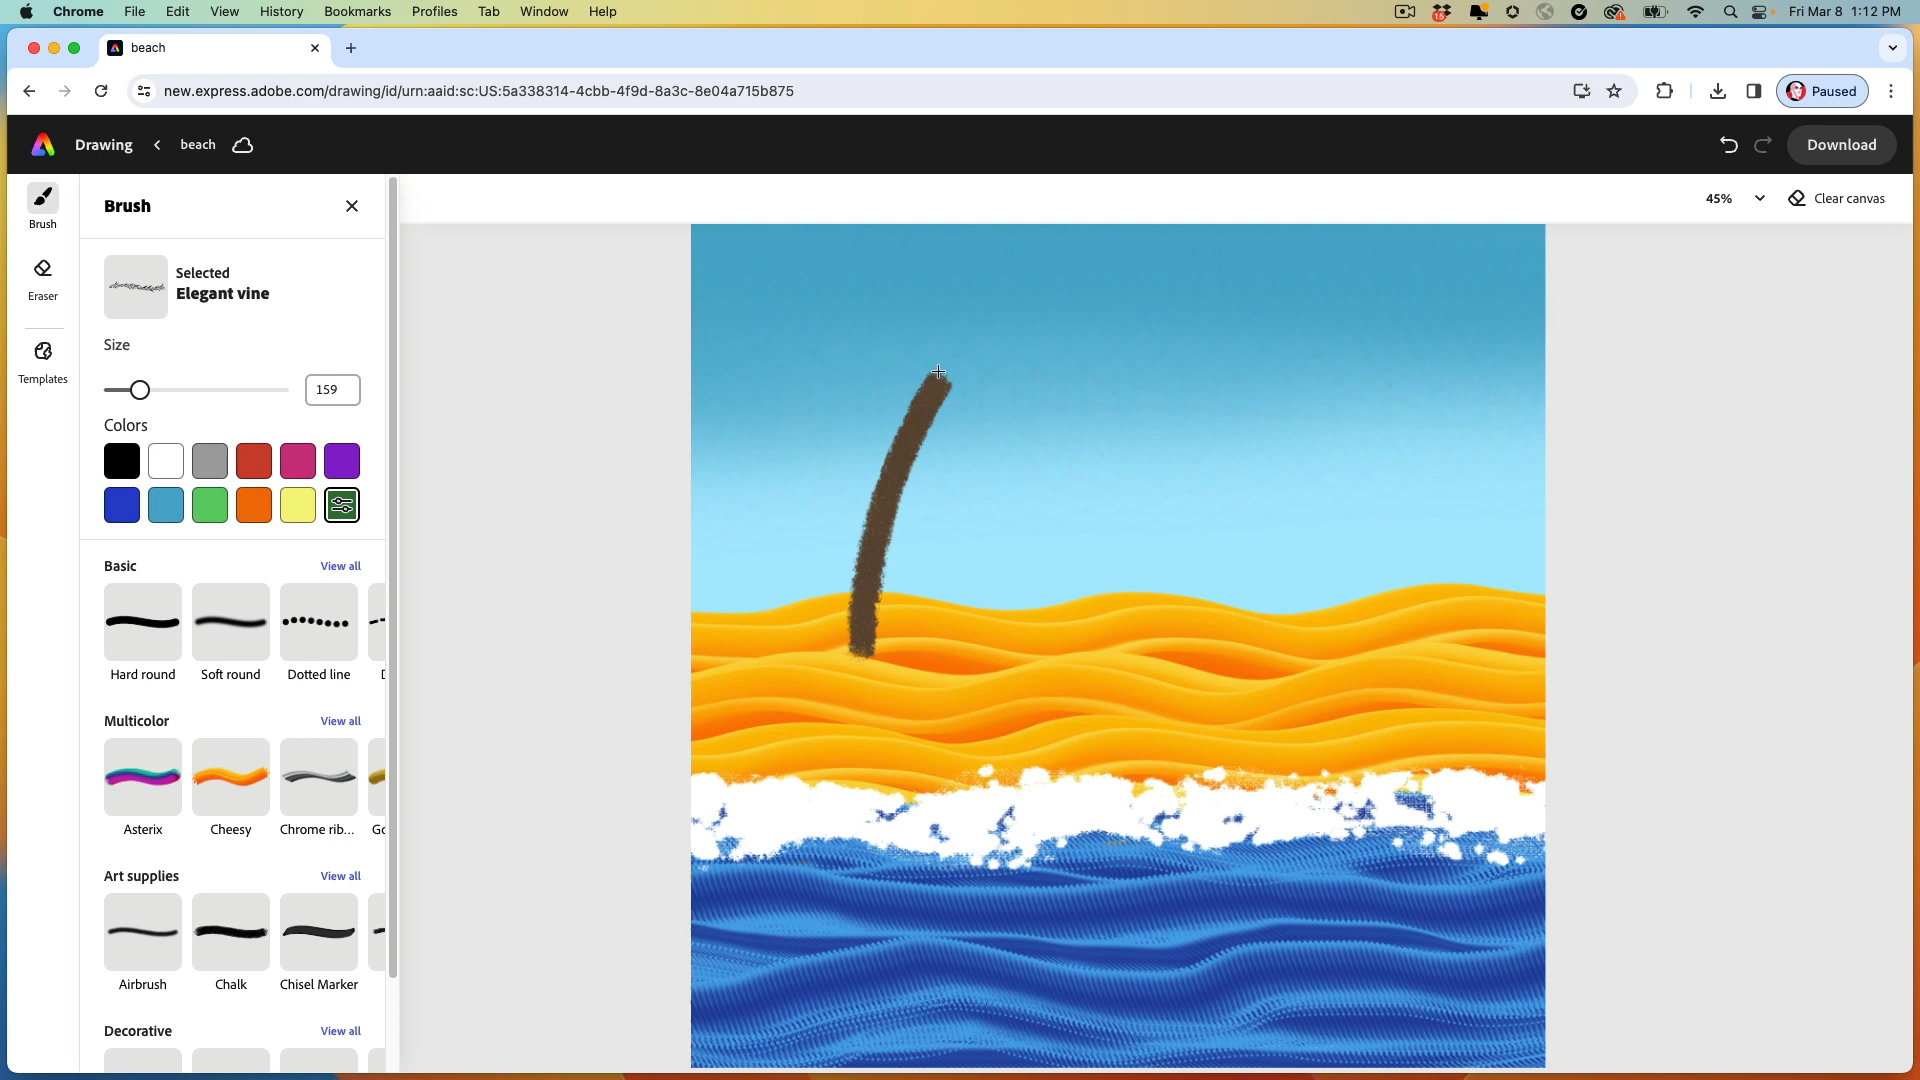 Chrome File Edit View History Bookmarks Profiles Tab Window Help 15 Fri Mar 8 1:12 PM
beach
new.express.adobe.com/drawing/id/urn:aaid:sc:US:5a338314-4cbb-4f9d-8a3c-8e04a715b875 Paused
Drawing beach Download
Brush 45% Clear canvas
Brush
Selected
Elegant vine
Eraser
Size
Templates
159
Colors
Basic View all
Hard round Soft round Dotted line
Multicolor View all
Asterix Cheesy Chrome rib...
Art supplies View all
Airbrush Chalk Chisel Marker
Decorative View all